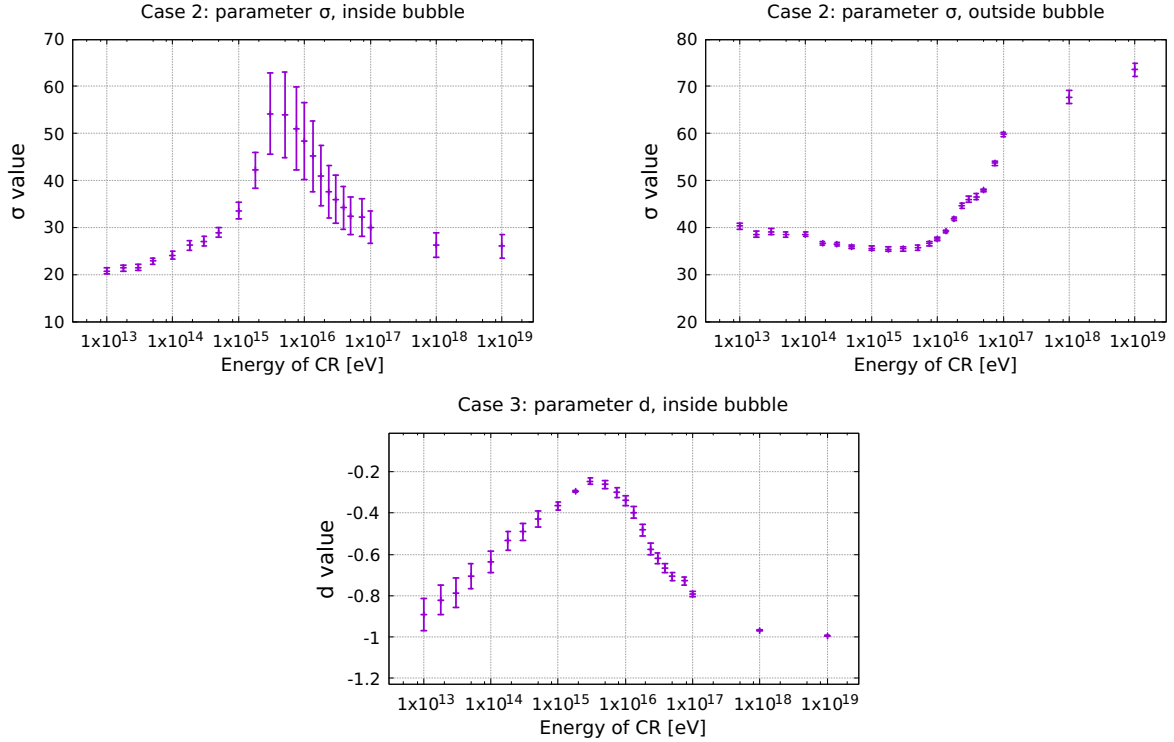 Case 2: parameter σ, inside bubble
σ value
70
60
50
40
30
20
10
1x10¹³ 1x10¹⁴ 1x10¹⁵ 1x10¹⁶ 1x10¹⁷ 1x10¹⁸ 1x10¹⁹
Energy of CR [eV]
Case 2: parameter σ, outside bubble
σ value
80
70
60
50
40
30
20
1x10¹³ 1x10¹⁴ 1x10¹⁵ 1x10¹⁶ 1x10¹⁷ 1x10¹⁸ 1x10¹⁹
Energy of CR [eV]
Case 3: parameter d, inside bubble
d value
-0.2
-0.4
-0.6
-0.8
-1
-1.2
1x10¹³ 1x10¹⁴ 1x10¹⁵ 1x10¹⁶ 1x10¹⁷ 1x10¹⁸ 1x10¹⁹
Energy of CR [eV]